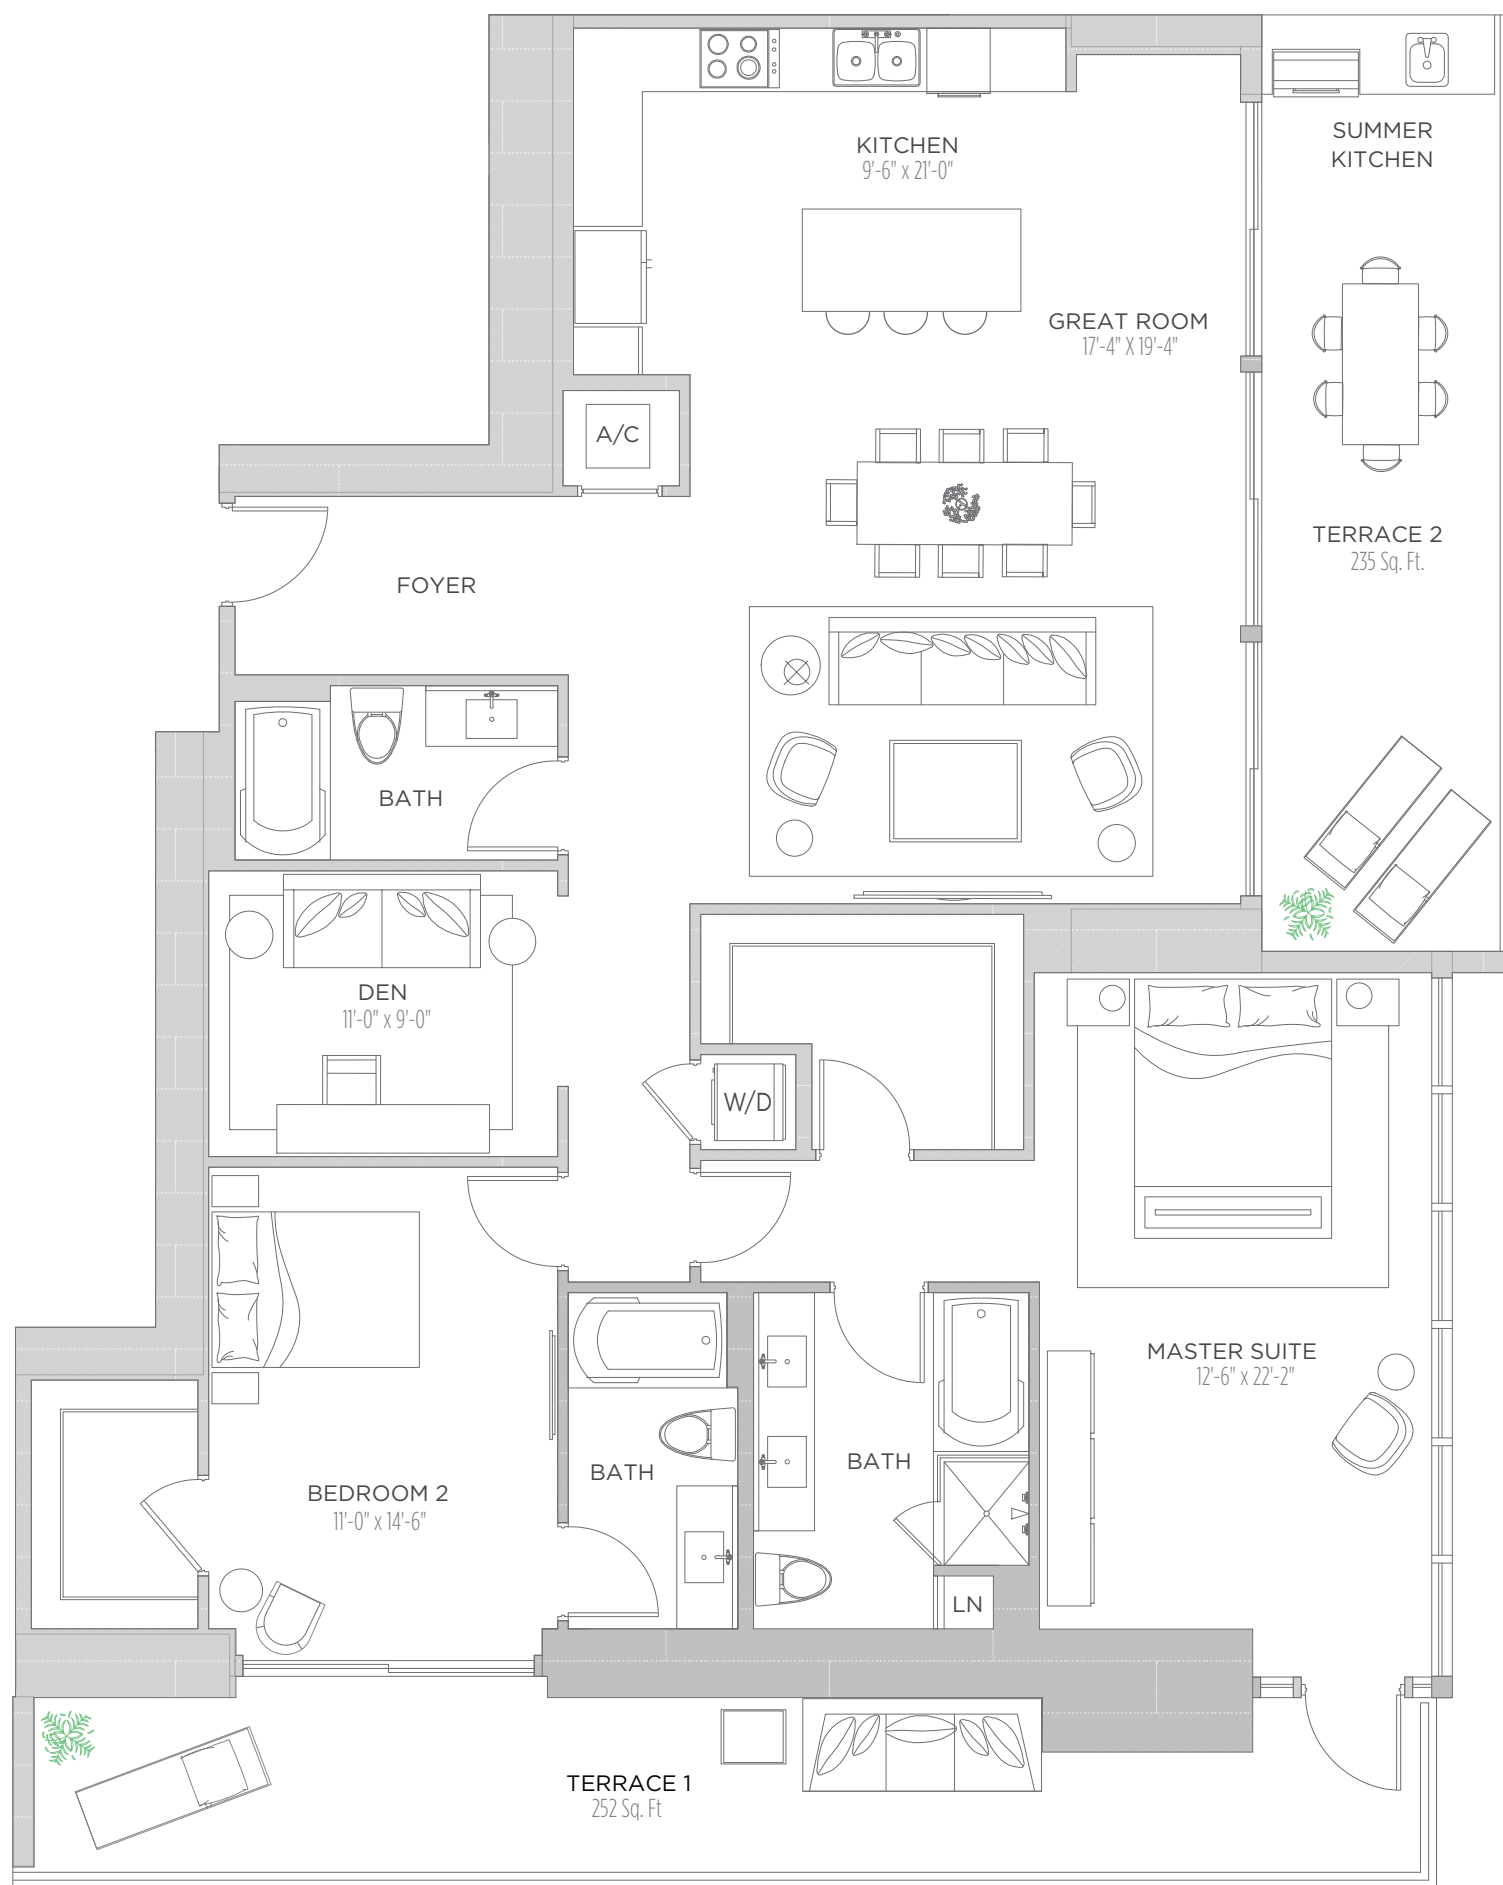 KITCHEN
9'-6" x 21'-0"
SUMMER
KITCHEN
GREAT ROOM
17'-4" X 19'-4"
A/C
TERRACE 2
235 Sq. Ft.
FOYER
BATH
DEN
11'-0" x 9'-0"
W/D
MASTER SUITE
12'-6" x 22'-2"
BATH
BATH
BEDROOM 2
11'-0" x 14'-6"
LN
TERRACE 1
252 Sq. Ft